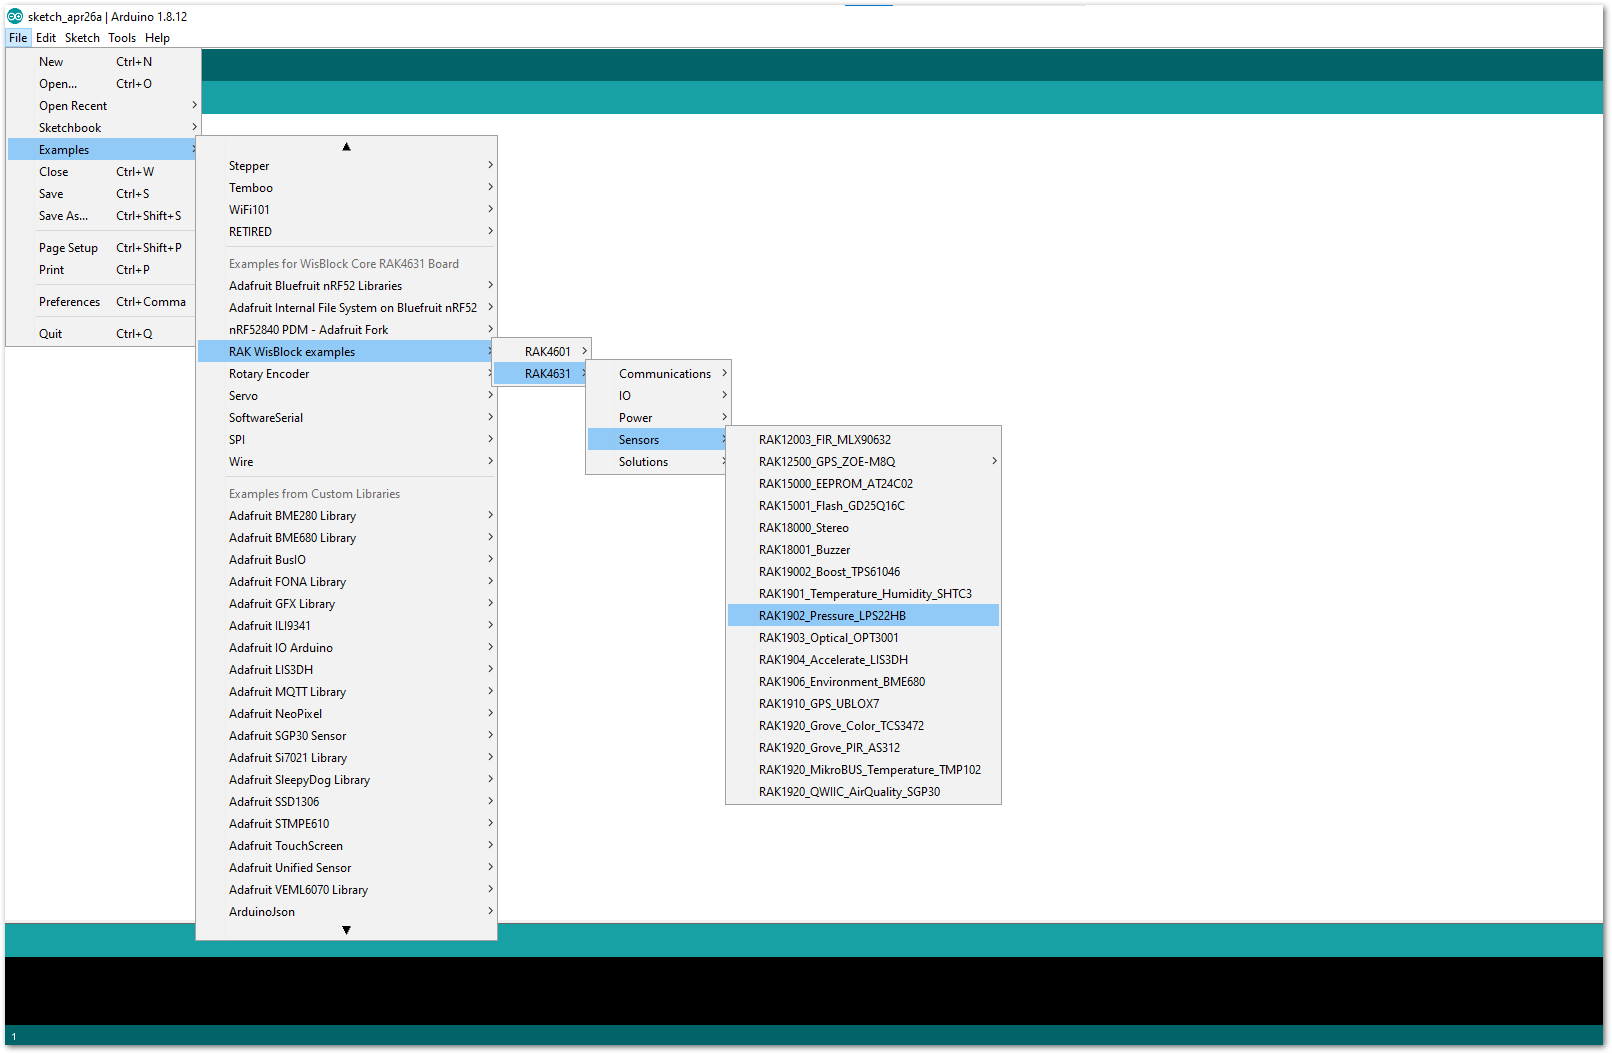 sketch_apr26a | Arduino 1.8.12
File Edit Sketch Tools Help
New Ctrl+N
Open... Ctrl+O
Open Recent
Sketchbook
Examples
Close Ctrl+W
Save Ctrl+S
Save As... Ctrl+Shift+S
Page Setup Ctrl+Shift+P
Print Ctrl+P
Preferences Ctrl+Comma
Quit Ctrl+Q
Stepper
Temboo
WiFi101
RETIRED
Examples for WisBlock Core RAK4631 Board
Adafruit Bluefruit nRF52 Libraries
Adafruit Internal File System on Bluefruit nRF52
nRF52840 PDM - Adafruit Fork
RAK WisBlock examples
Rotary Encoder
Servo
SoftwareSerial
SPI
Wire
Examples from Custom Libraries
Adafruit BME280 Library
Adafruit BME680 Library
Adafruit BusIO
Adafruit FONA Library
Adafruit GFX Library
Adafruit ILI9341
Adafruit IO Arduino
Adafruit LIS3DH
Adafruit MQTT Library
Adafruit NeoPixel
Adafruit SGP30 Sensor
Adafruit Si7021 Library
Adafruit SleepyDog Library
Adafruit SSD1306
Adafruit STMPE610
Adafruit TouchScreen
Adafruit Unified Sensor
Adafruit VEML6070 Library
ArduinoJson
RAK4601
RAK4631
Communications
IO
Power
Sensors
Solutions
RAK12003_FIR_MLX90632
RAK12500_GPS_ZOE-M8Q
RAK15000_EEPROM_AT24C02
RAK15001_Flash_GD25Q16C
RAK18000_Stereo
RAK18001_Buzzer
RAK19002_Boost_TPS61046
RAK1901_Temperature_Humidity_SHTC3
RAK1902_Pressure_LPS22HB
RAK1903_Optical_OPT3001
RAK1904_Accelerate_LIS3DH
RAK1906_Environment_BME680
RAK1910_GPS_UBLOX7
RAK1920_Grove_Color_TCS3472
RAK1920_Grove_PIR_AS312
RAK1920_MikroBUS_Temperature_TMP102
RAK1920_QWIIC_AirQuality_SGP30
1